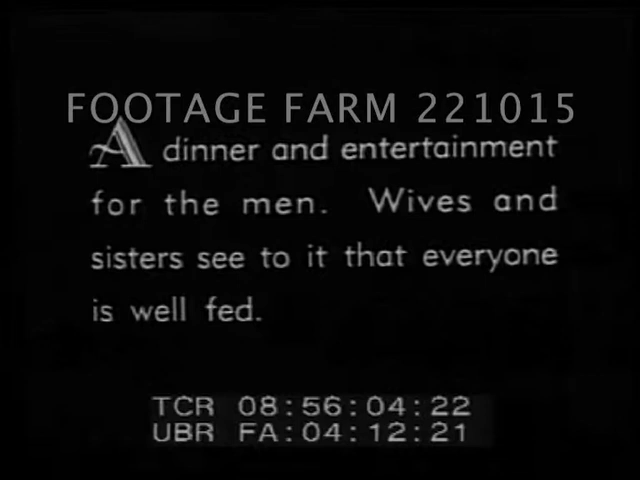 FOOTAGE FARM 221015
A dinner and entertainment
for the men. Wives and
sisters see to it that everyone
is well fed.
TCR 08:56:04:22
UBR FA:04:12:21